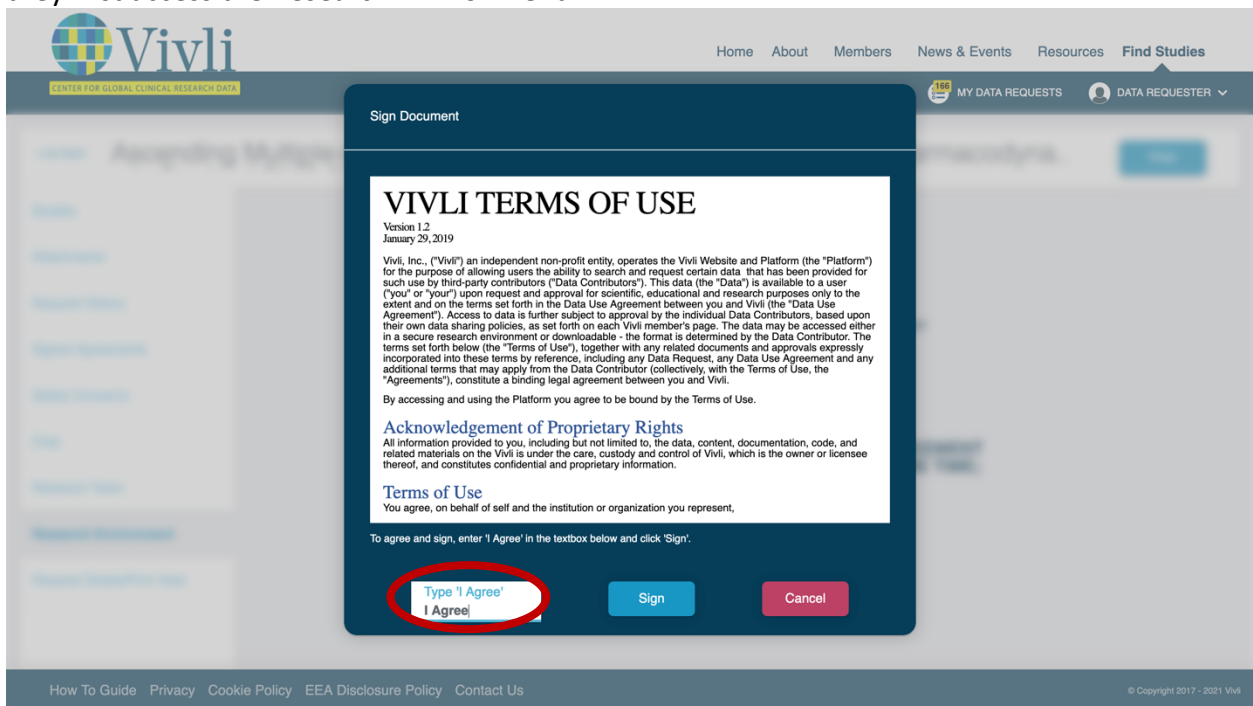 Vivli
CENTER FOR GLOBAL CLINICAL RESEARCH DATA
Home About Members News & Events Resources Find Studies
166 MY DATA REQUESTS DATA REQUESTER
Sign Document
VIVLI TERMS OF USE
Version 1.2
January 29, 2019
Vivli, Inc., ("Vivli") an independent non-profit entity, operates the Vivli Website and Platform (the "Platform")
for the purpose of allowing users the ability to search and request certain data that has been provided for
such use by third-party contributors ("Data Contributors"). This data (the "Data") is available to a user
("you" or "your") upon request and approval for scientific, educational and research purposes only to the
extent and on the terms set forth in the Data Use Agreement between you and Vivli (the "Data Use
Agreement"). Access to data is further subject to approval by the individual Data Contributors, based upon
their own data sharing policies, as set forth on each Vivli member's page. The data may be accessed either
in a secure research environment or downloadable - the format is determined by the Data Contributor. The
terms set forth below (the "Terms of Use"), together with any related documents and approvals expressly
incorporated into these terms by reference, including any Data Request, any Data Use Agreement and any
additional terms that may apply from the Data Contributor (collectively, with the Terms of Use, the
"Agreements"), constitute a binding legal agreement between you and Vivli.
By accessing and using the Platform you agree to be bound by the Terms of Use.
Acknowledgement of Proprietary Rights
All information provided to you, including but not limited to, the data, content, documentation, code, and
related materials on the Vivli is under the care, custody and control of Vivli, which is the owner or licensee
thereof, and constitutes confidential and proprietary information.
Terms of Use
You agree, on behalf of self and the institution or organization you represent,
To agree and sign, enter 'I Agree' in the textbox below and click 'Sign'.
Type 'I Agree'
I Agree
Sign
Cancel
How To Guide Privacy Cookie Policy EEA Disclosure Policy Contact Us
© Copyright 2017 - 2021 Vivli